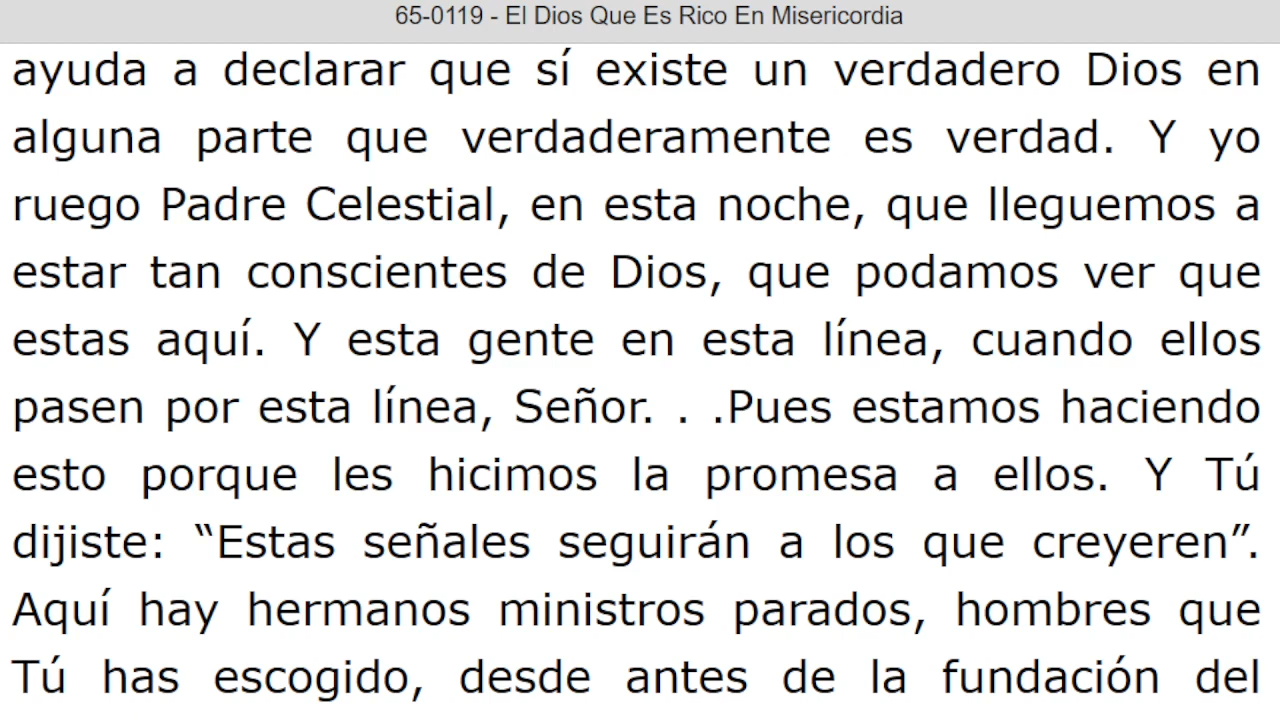 65-0119 - El Dios Que Es Rico En Misericordia
ayuda a declarar que sí existe un verdadero Dios en
alguna parte que verdaderamente es verdad. Y yo
ruego Padre Celestial, en esta noche, que lleguemos a
estar tan conscientes de Dios, que podamos ver que
estas aquí. Y esta gente en esta línea, cuando ellos
pasen por esta línea, Señor. . .Pues estamos haciendo
esto porque les hicimos la promesa a ellos. Y Tú
dijiste: “Estas señales seguirán a los que creyeren”.
Aquí hay hermanos ministros parados, hombres que
Tú has escogido, desde antes de la fundación del